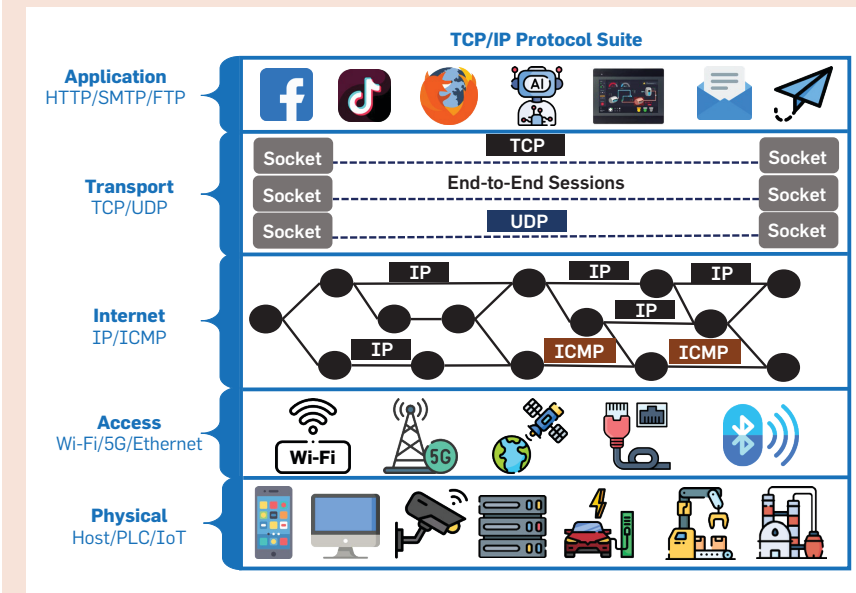 TCP/IP Protocol Suite
Application
HTTP/SMTP/FTP
AI
Transport
TCP/UDP
Socket
TCP
Socket
Socket
End-to-End Sessions
Socket
Socket
UDP
Socket
Internet
IP/ICMP
IP
IP
IP
IP
IP
ICMP
ICMP
Access
Wi-Fi/5G/Ethernet
Wi-Fi
5G
Physical
Host/PLC/IoT